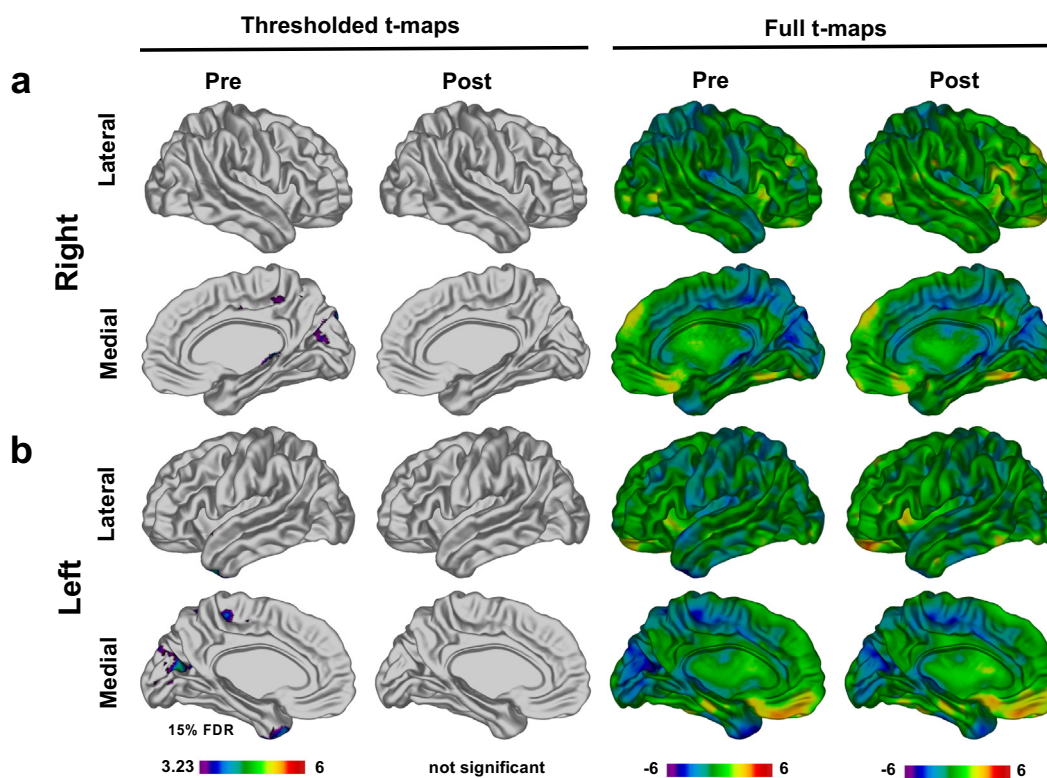 Thresholded t-maps
Full t-maps
Pre
Post
Pre
Post
a
Right
Lateral
Medial
b
Left
Lateral
Medial
15% FDR
3.23
6
not significant
-6
6
-6
6